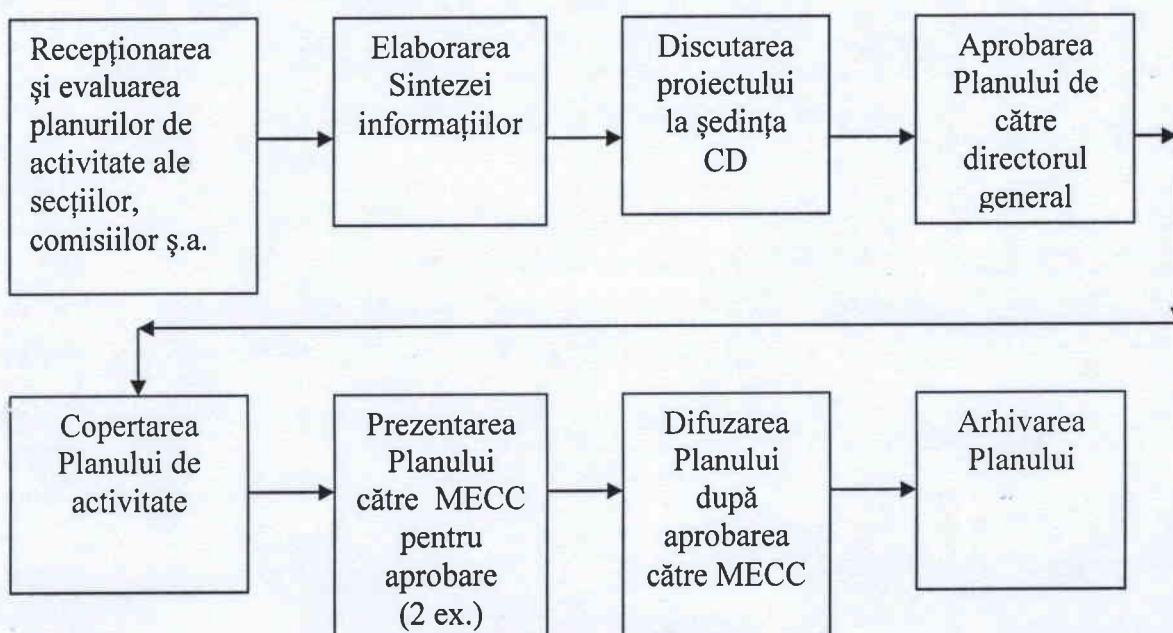 Recepționarea
și evaluarea
planurilor de
activitate ale
secțiilor,
comisiilor ș.a.
Elaborarea
Sintezei
informațiilor
Discutarea
proiectului
la ședința
CD
Aprobarea
Planului de
către
directorul
general
Copertarea
Planului de
activitate
Prezentarea
Planului
către MECC
pentru
aprobare
(2 ex.)
Difuzarea
Planului
după
aprobarea
către MECC
Arhivarea
Planului